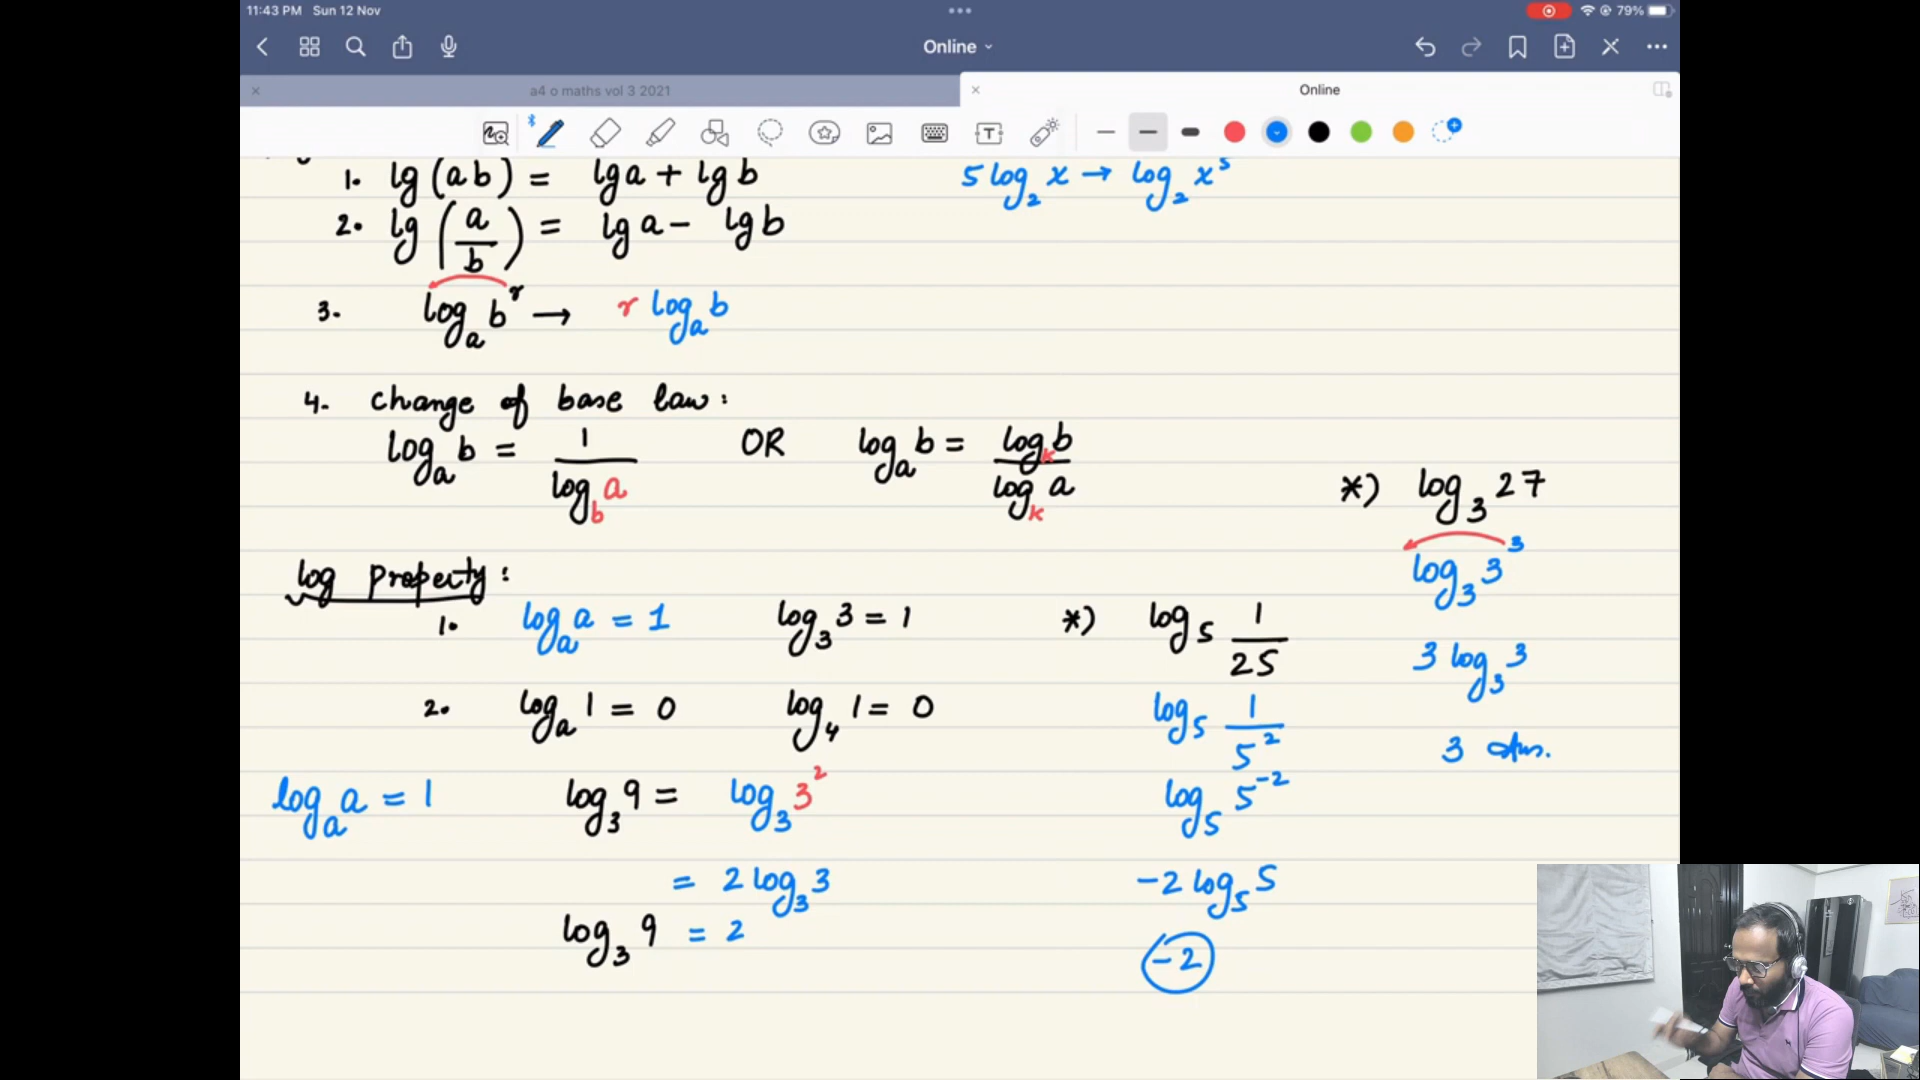 11:43 PM Sun 12 Nov
79%
Online
a4 o maths vol 3 2021
Online
1. lg (ab) = lg a + lg b
5 log₂ x → log₂ x⁵
2. lg (a/b) = lg a − lg b
3. logₐ bʳ → r logₐ b
4. Change of base law:
logₐ b = 1/log_b a OR logₐ b = logₖ b/logₖ a
*) log₃ 27
log₃ 3³
3 log₃ 3
3 ans.
log Property:
1. logₐ a = 1 log₃ 3 = 1
2. logₐ 1 = 0 log₄ 1 = 0
logₐ a = 1
log₃ 9 = log₃ 3²
= 2 log₃ 3
log₃ 9 = 2
*) log₅ 1/25
log₅ 1/5²
log₅ 5⁻²
−2 log₅ 5
−2